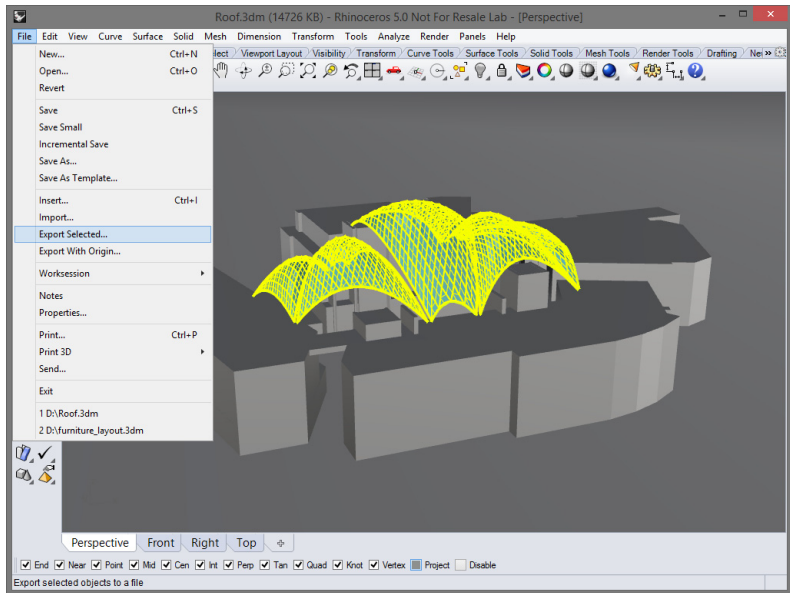 Roof.3dm (14726 KB) - Rhinoceros 5.0 Not For Resale Lab - [Perspective]
File Edit View Curve Surface Solid Mesh Dimension Transform Tools Analyze Render Panels Help
New... Ctrl+N
Open... Ctrl+O
Revert
Save Ctrl+S
Save Small
Incremental Save
Save As...
Save As Template...
Insert... Ctrl+I
Import...
Export Selected...
Export With Origin...
Worksession
Notes
Properties...
Print... Ctrl+P
Print 3D
Send...
Exit
1 D:\Roof.3dm
2 D:\furniture_layout.3dm
lect Viewport Layout Visibility Transform Curve Tools Surface Tools Solid Tools Mesh Tools Render Tools Drafting Nei »
Perspective Front Right Top
End Near Point Mid Cen Int Perp Tan Quad Knot Vertex Project Disable
Export selected objects to a file